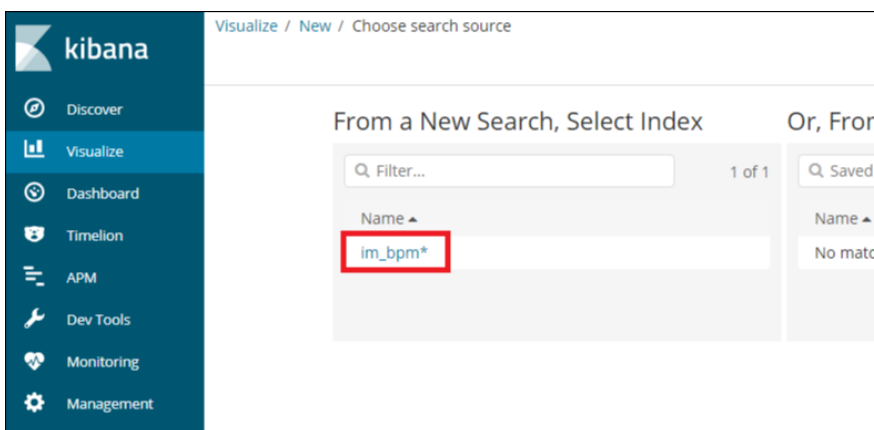 kibana
Discover
Visualize
Dashboard
Timelion
APM
Dev Tools
Monitoring
Management
Visualize / New / Choose search source
From a New Search, Select Index
Filter...
1 of 1
Name
im_bpm*
Or, From
Saved
Name
No matc